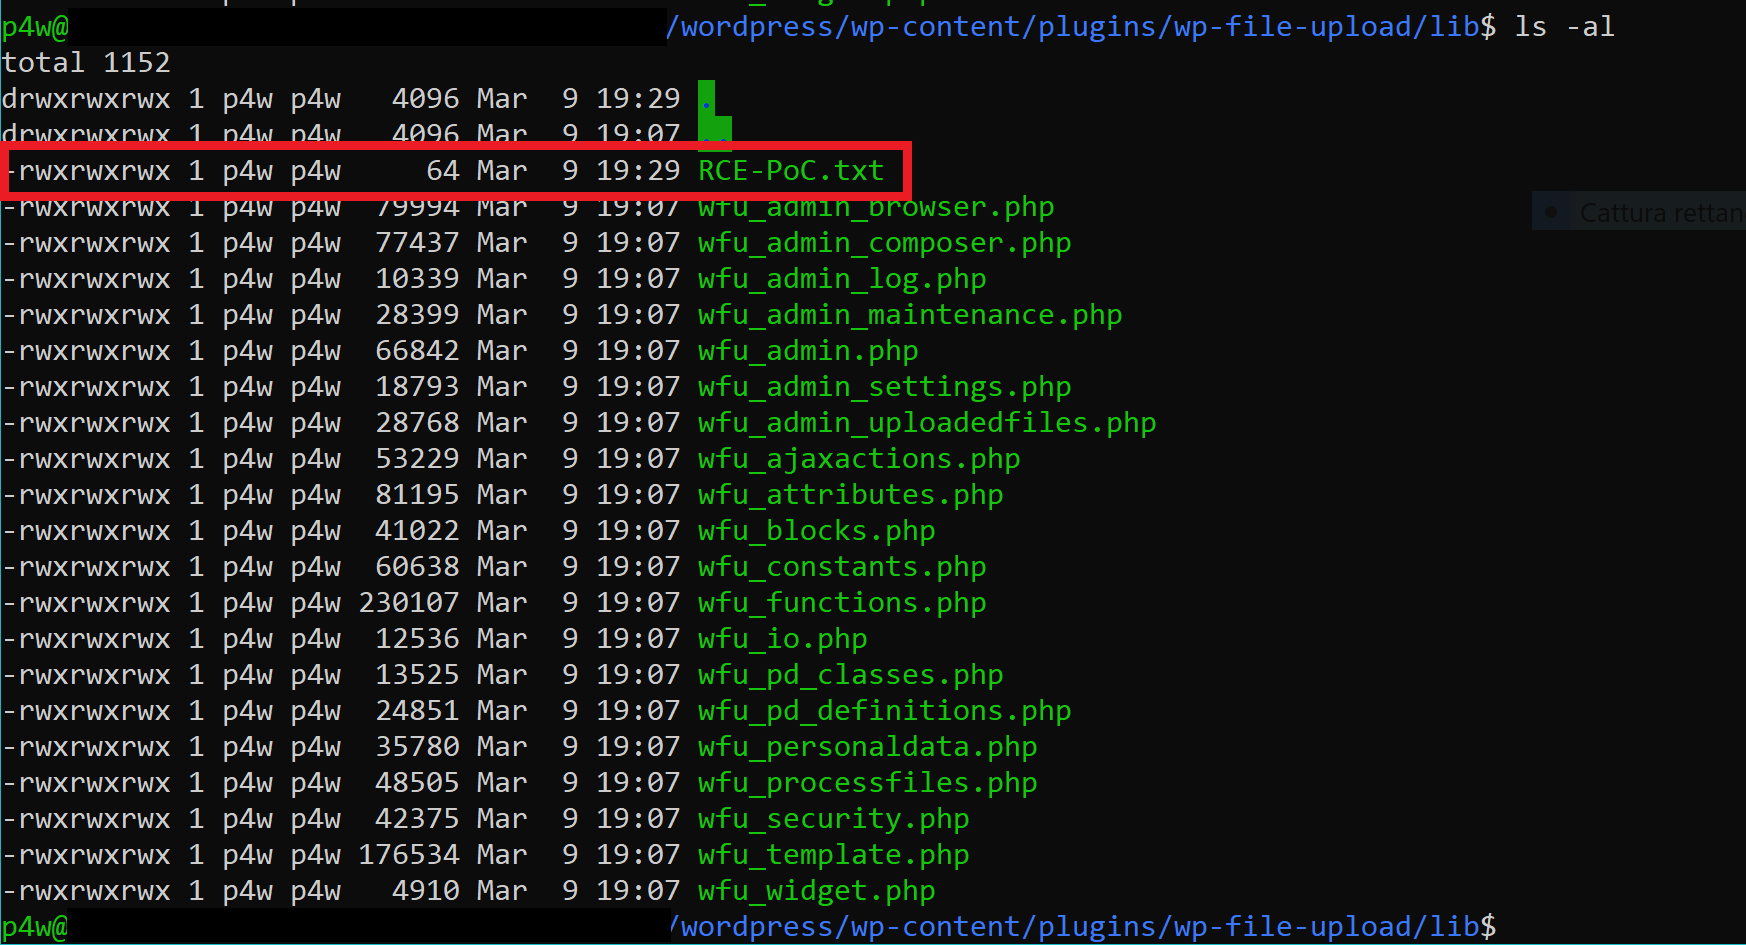 p4w@ /wordpress/wp-content/plugins/wp-file-upload/lib$ ls -al
total 1152
drwxrwxrwx 1 p4w p4w 4096 Mar 9 19:29 .
drwxrwxrwx 1 p4w p4w 4096 Mar 9 19:07 ..
-rwxrwxrwx 1 p4w p4w 64 Mar 9 19:29 RCE-PoC.txt
-rwxrwxrwx 1 p4w p4w 79994 Mar 9 19:07 wfu_admin_browser.php
-rwxrwxrwx 1 p4w p4w 77437 Mar 9 19:07 wfu_admin_composer.php
-rwxrwxrwx 1 p4w p4w 10339 Mar 9 19:07 wfu_admin_log.php
-rwxrwxrwx 1 p4w p4w 28399 Mar 9 19:07 wfu_admin_maintenance.php
-rwxrwxrwx 1 p4w p4w 66842 Mar 9 19:07 wfu_admin.php
-rwxrwxrwx 1 p4w p4w 18793 Mar 9 19:07 wfu_admin_settings.php
-rwxrwxrwx 1 p4w p4w 28768 Mar 9 19:07 wfu_admin_uploadedfiles.php
-rwxrwxrwx 1 p4w p4w 53229 Mar 9 19:07 wfu_ajaxactions.php
-rwxrwxrwx 1 p4w p4w 81195 Mar 9 19:07 wfu_attributes.php
-rwxrwxrwx 1 p4w p4w 41022 Mar 9 19:07 wfu_blocks.php
-rwxrwxrwx 1 p4w p4w 60638 Mar 9 19:07 wfu_constants.php
-rwxrwxrwx 1 p4w p4w 230107 Mar 9 19:07 wfu_functions.php
-rwxrwxrwx 1 p4w p4w 12536 Mar 9 19:07 wfu_io.php
-rwxrwxrwx 1 p4w p4w 13525 Mar 9 19:07 wfu_pd_classes.php
-rwxrwxrwx 1 p4w p4w 24851 Mar 9 19:07 wfu_pd_definitions.php
-rwxrwxrwx 1 p4w p4w 35780 Mar 9 19:07 wfu_personaldata.php
-rwxrwxrwx 1 p4w p4w 48505 Mar 9 19:07 wfu_processfiles.php
-rwxrwxrwx 1 p4w p4w 42375 Mar 9 19:07 wfu_security.php
-rwxrwxrwx 1 p4w p4w 176534 Mar 9 19:07 wfu_template.php
-rwxrwxrwx 1 p4w p4w 4910 Mar 9 19:07 wfu_widget.php
p4w@ /wordpress/wp-content/plugins/wp-file-upload/lib$
Cattura rettan